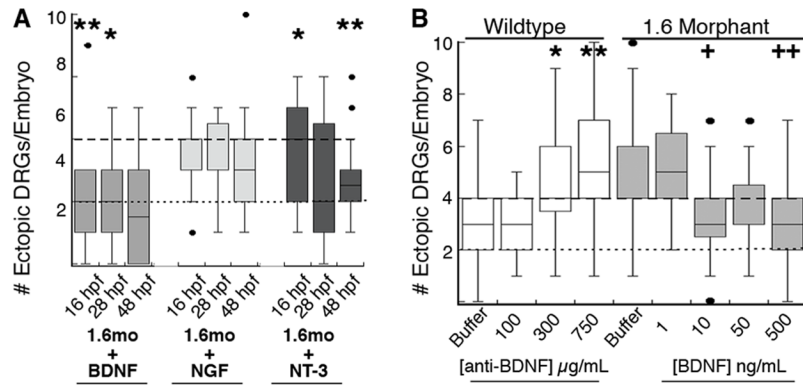 A
# Ectopic DRGs/Embryo
10
8
6
4
2
** * * **
16 hpf 28 hpf 48 hpf 16 hpf 28 hpf 48 hpf 16 hpf 28 hpf 48 hpf
1.6mo + BDNF
1.6mo + NGF
1.6mo + NT-3
B
Wildtype 1.6 Morphant
# Ectopic DRGs/Embryo
10
8
6
4
2
0
* ** + ++
Buffer 100 300 750 Buffer 1 10 50 500
[anti-BDNF] µg/mL [BDNF] ng/mL